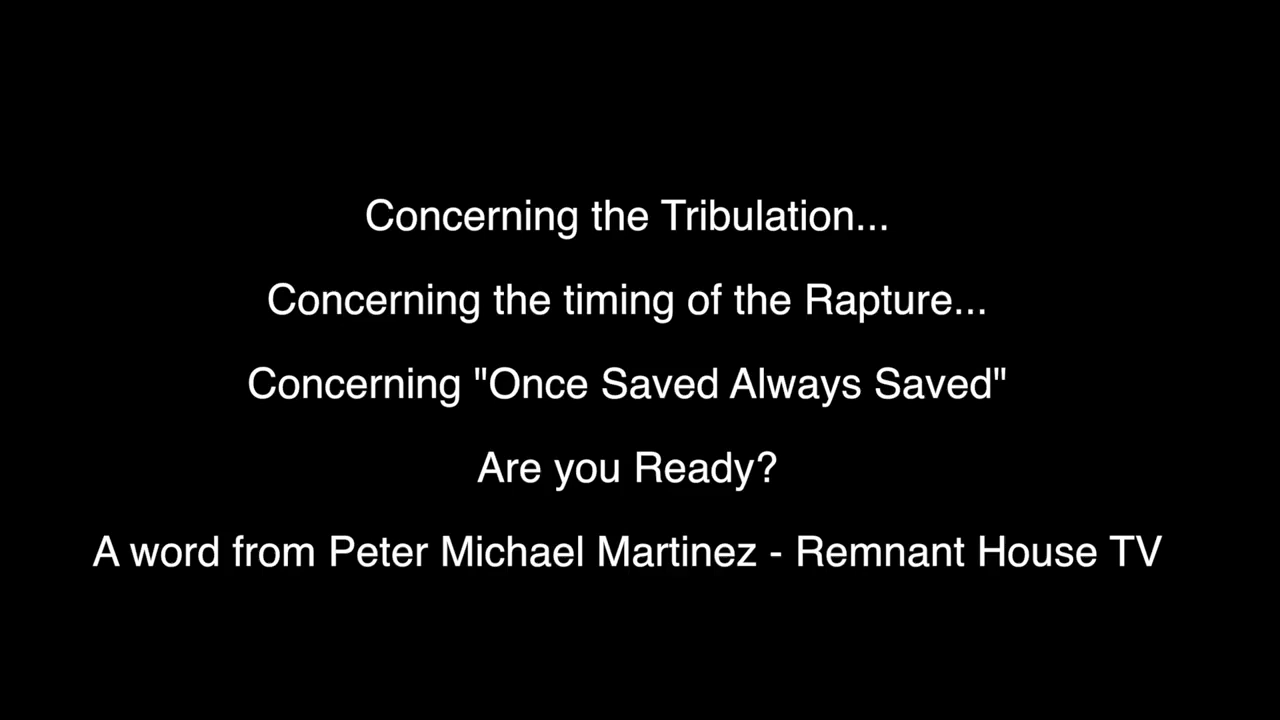 Concerning the Tribulation...
Concerning the timing of the Rapture...
Concerning "Once Saved Always Saved"
Are you Ready?
A word from Peter Michael Martinez - Remnant House TV